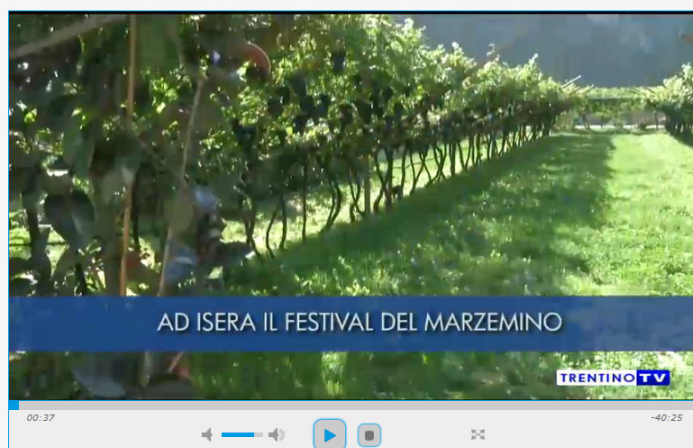 AD ISERA IL FESTIVAL DEL MARZEMINO
TRENTINO TV
00:37
-40:25